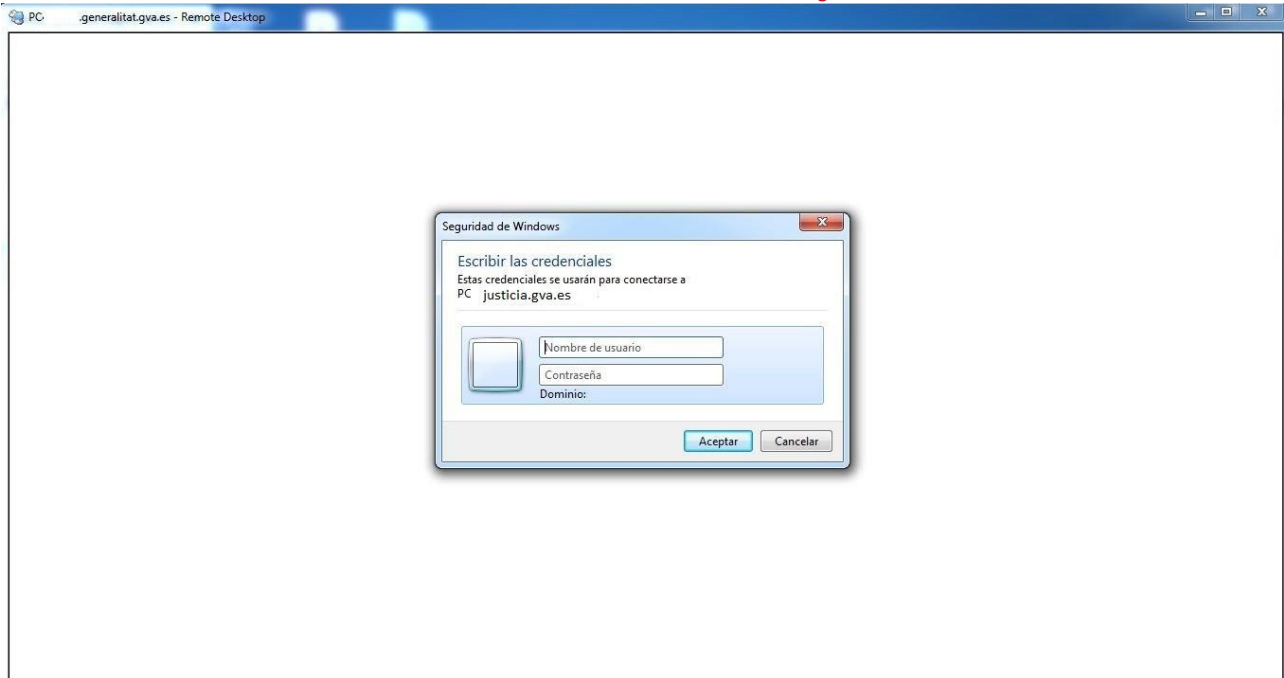 PC .generalitat.gva.es - Remote Desktop
Seguridad de Windows
Escribir las credenciales
Estas credenciales se usarán para conectarse a
PC justicia.gva.es
Nombre de usuario
Contraseña
Dominio:
Aceptar Cancelar